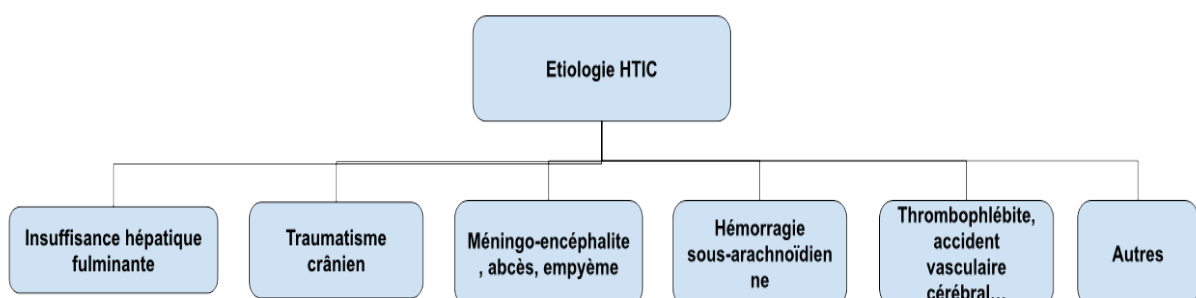 Etiologie HTIC
Insuffisance hépatique
fulminante
Traumatisme
crânien
Méningo-encéphalite
, abcès, empyème
Hémorragie
sous-arachnoïdien
ne
Thrombophlébite,
accident
vasculaire
cérébral…
Autres